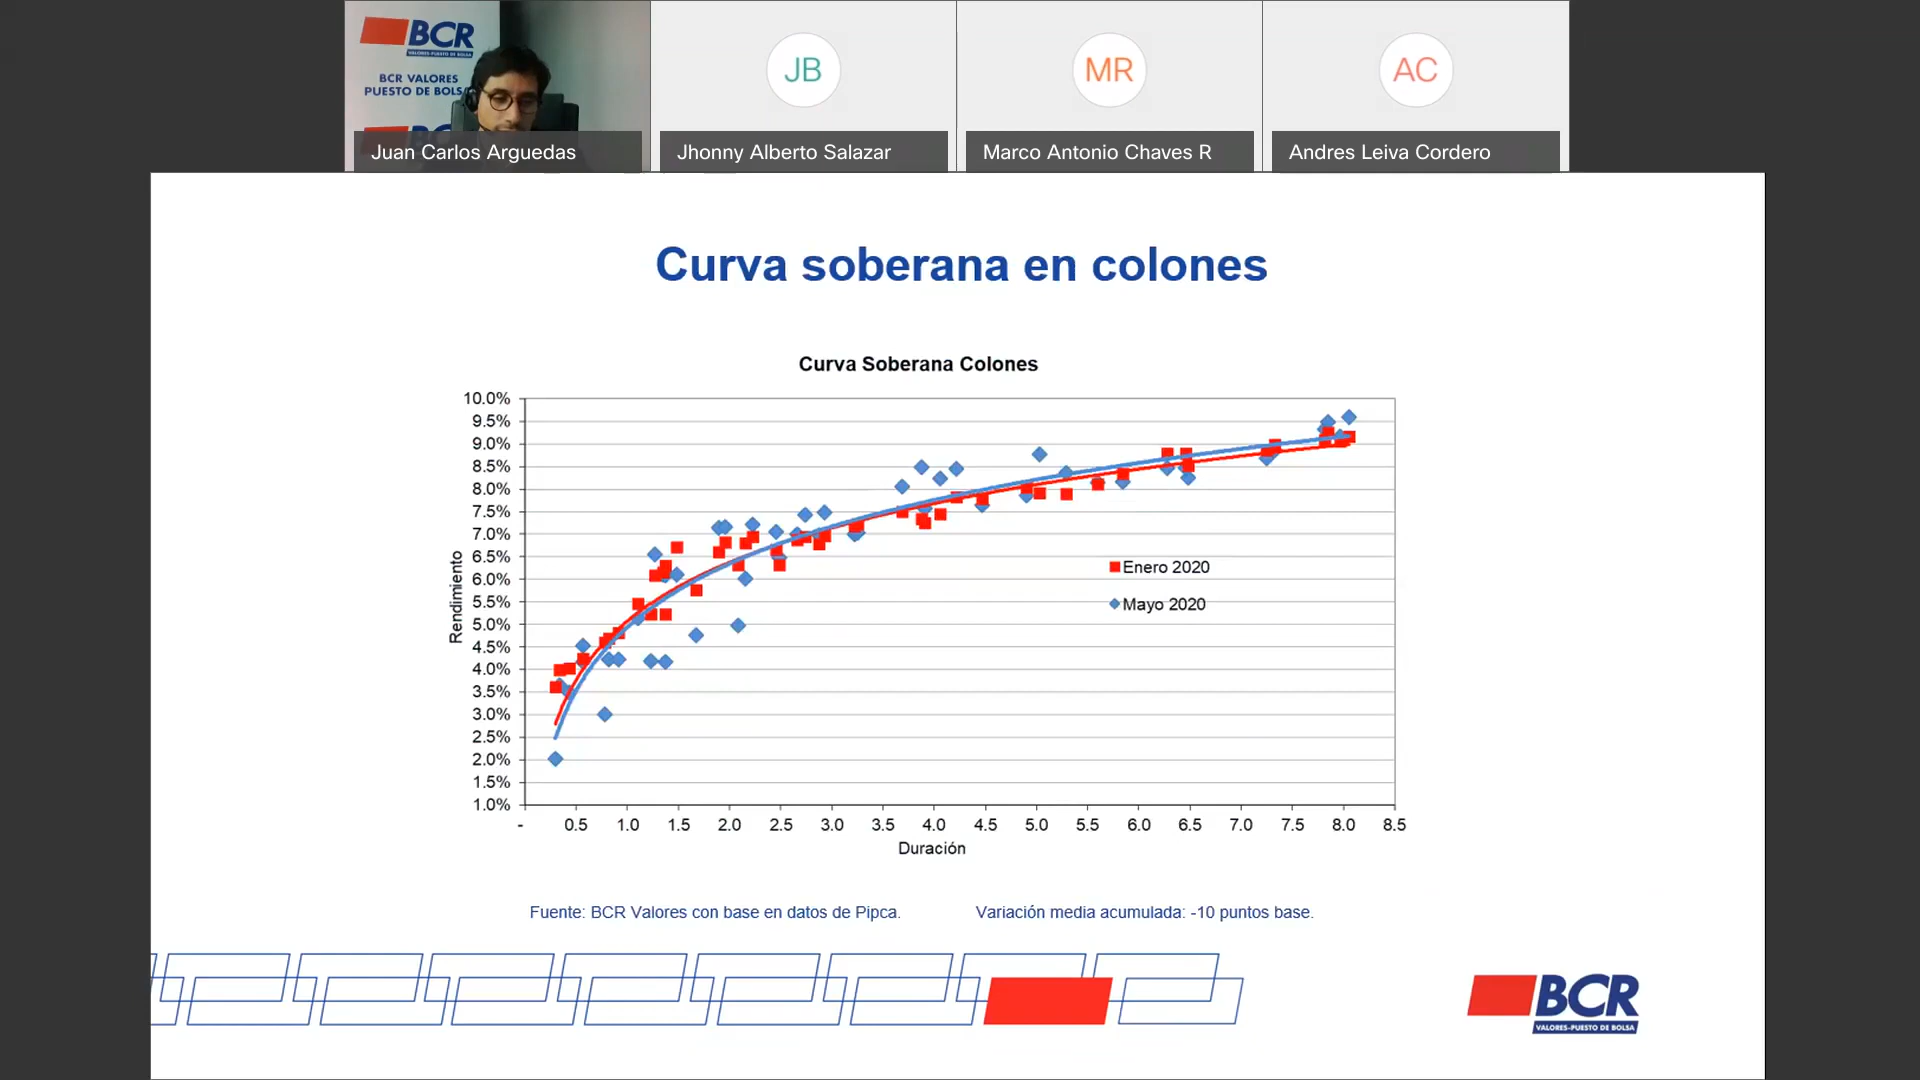 BCR
VALORES-PUESTO DE BOLSA
BCR VALORES
PUESTO DE BOLS
JB
MR
AC
Juan Carlos Arguedas
Jhonny Alberto Salazar
Marco Antonio Chaves R
Andres Leiva Cordero
Curva soberana en colones
Curva Soberana Colones
10.0%
9.5%
9.0%
8.5%
8.0%
7.5%
7.0%
6.5%
6.0%
5.5%
5.0%
4.5%
4.0%
3.5%
3.0%
2.5%
2.0%
1.5%
1.0%
Rendimiento
Enero 2020
Mayo 2020
- 0.5 1.0 1.5 2.0 2.5 3.0 3.5 4.0 4.5 5.0 5.5 6.0 6.5 7.0 7.5 8.0 8.5
Duración
Fuente: BCR Valores con base en datos de Pipca.
Variación media acumulada: -10 puntos base.
BCR
VALORES-PUESTO DE BOLSA